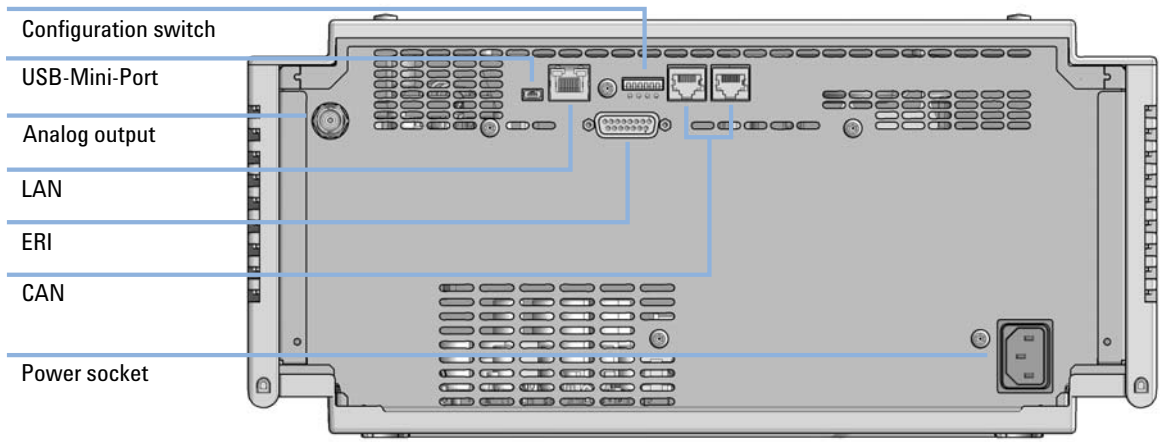 Configuration switch
USB-Mini-Port
Analog output
LAN
ERI
CAN
Power socket